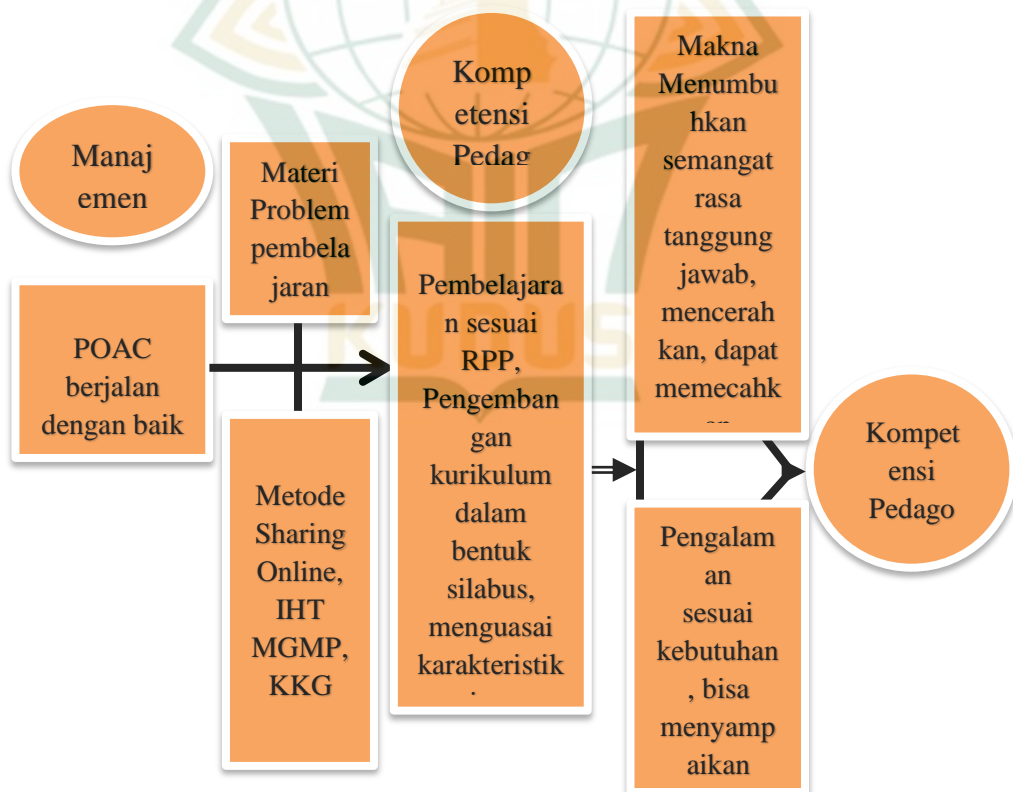 Manaj
emen
POAC
berjalan
dengan baik
Materi
Problem
pembela
jaran
Metode
Sharing
Online,
IHT
MGMP,
KKG
Komp
etensi
Pedag
Pembelajara
n sesuai
RPP,
Pengemban
gan
kurikulum
dalam
bentuk
silabus,
menguasai
karakteristik
Makna
Menumbu
hkan
semangat
rasa
tanggung
jawab,
mencerah
kan, dapat
memecahk
Pengalam
an
sesuai
kebutuhan
, bisa
menyamp
aikan
Kompet
ensi
Pedago
KUDUS